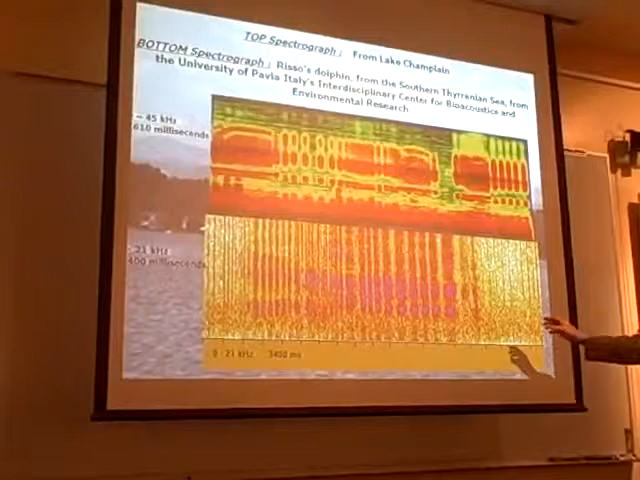 TOP Spectrograph: From Lake Champlain
BOTTOM Spectrograph: Risso's dolphin, from the Southern Thyrrenian Sea, from
the University of Pavia Italy's Interdisciplinary Center for Bioacoustics and
Environmental Research
~ 45 kHz
610 milliseconds
21 kHz
400 milliseconds
0 - 21 kHz 3400 ms